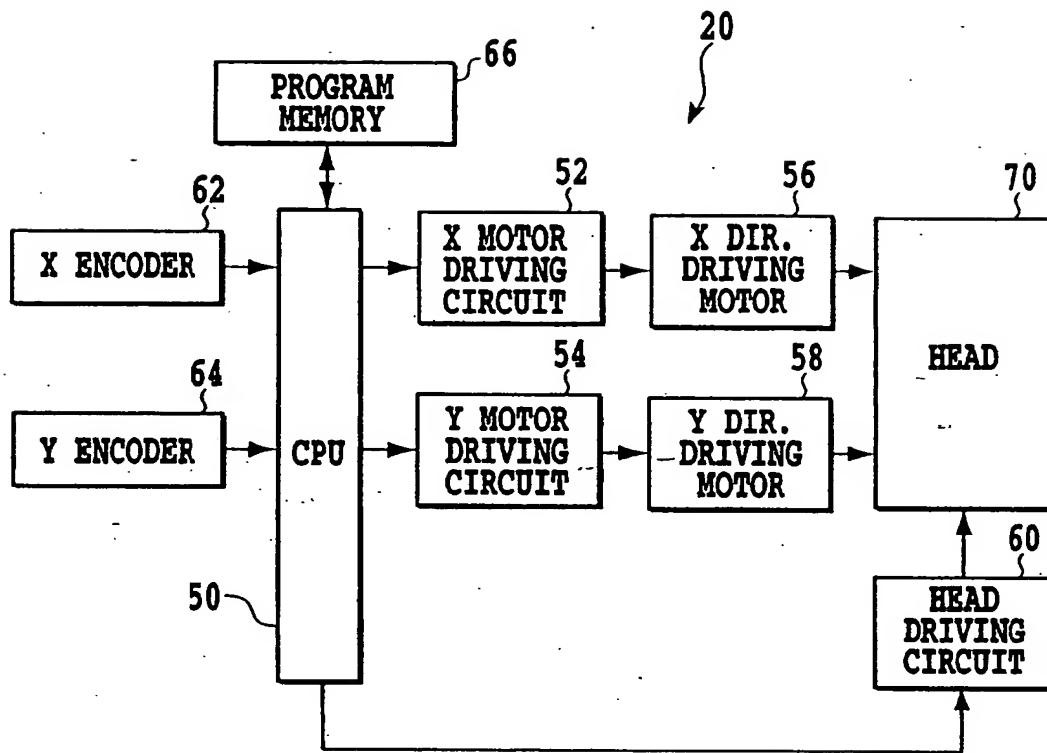 20
66
PROGRAM
MEMORY
62
52
56
70
X ENCODER
X MOTOR
DRIVING
CIRCUIT
X DIR.
DRIVING
MOTOR
HEAD
64
54
58
Y ENCODER
CPU
Y MOTOR
DRIVING
CIRCUIT
Y DIR.
DRIVING
MOTOR
60
50
HEAD
DRIVING
CIRCUIT